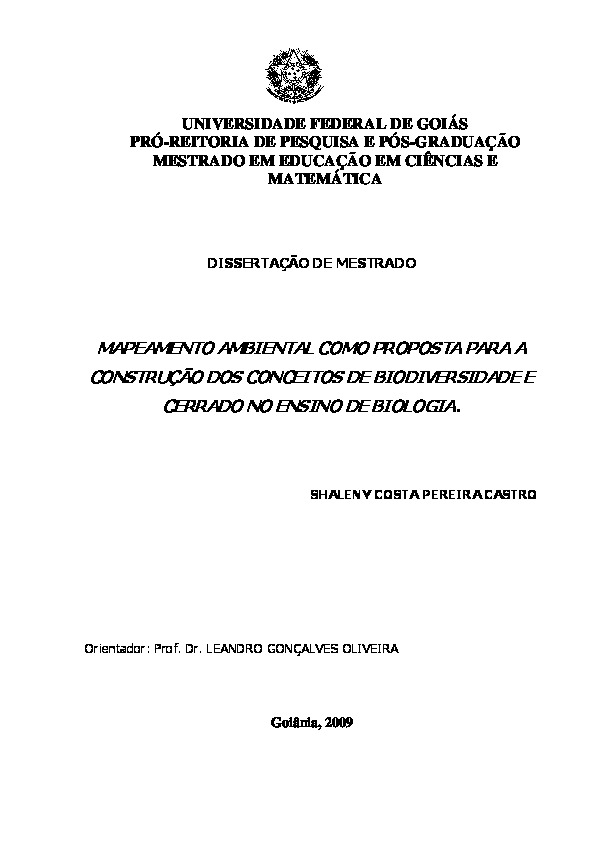 UNIVERSIDADE FEDERAL DE GOIÁS
PRÓ-REITORIA DE PESQUISA E PÓS-GRADUAÇÃO
MESTRADO EM EDUCAÇÃO EM CIÊNCIAS E
MATEMÁTICA
DISSERTAÇÃO DE MESTRADO
MAPEAMENTO AMBIENTAL COMO PROPOSTA PARA A
CONSTRUÇÃO DOS CONCEITOS DE BIODIVERSIDADE E
CERRADO NO ENSINO DE BIOLOGIA.
SHALENY COSTA PEREIRA CASTRO
Orientador: Prof. Dr. LEANDRO GONÇALVES OLIVEIRA
Goiânia, 2009